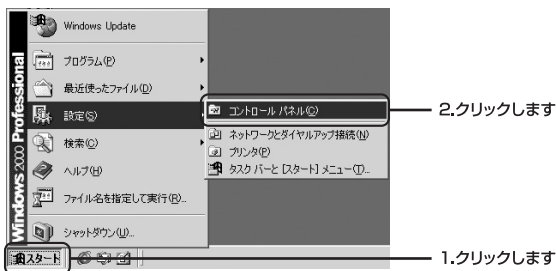 Windows 2000 Professional
Windows Update
プログラム(P)
最近使ったファイル(D)
設定(S)
検索(C)
ヘルプ(H)
ファイル名を指定して実行(R)...
シャットダウン(U)...
コントロール パネル(C)
ネットワークとダイヤルアップ接続(N)
プリンタ(P)
タスク バーと [スタート] メニュー(T)...
2.クリックします
スタート
1.クリックします